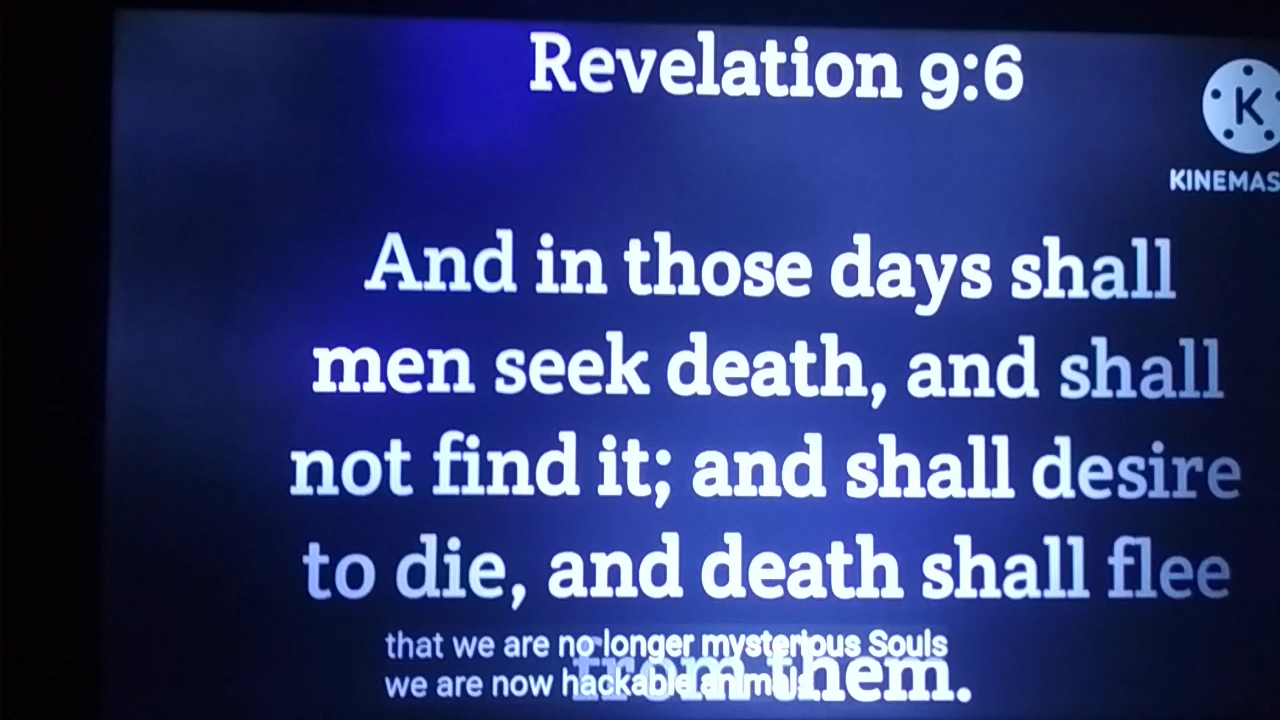 Revelation 9:6
KINEMAS
And in those days shall
men seek death, and shall
not find it; and shall desire
to die, and death shall flee
from them.
that we are no longer mysterious Souls
we are now hackable animals